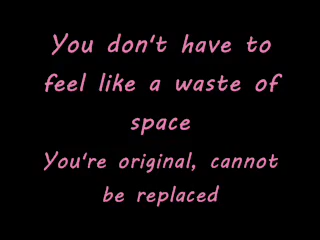 You don't have to
feel like a waste of
space
You're original, cannot
be replaced